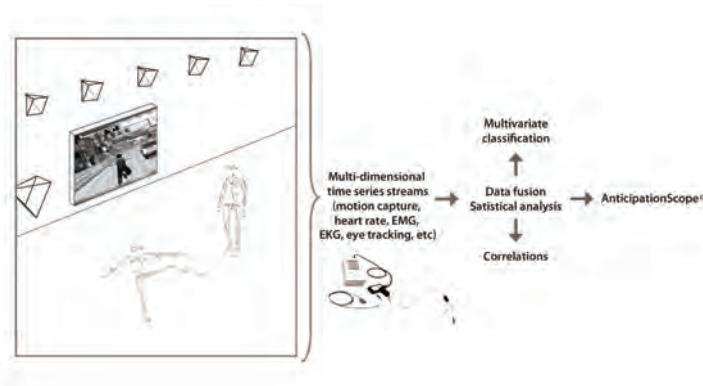 Multi-dimensional
time series streams
(motion capture,
heart rate, EMG,
EKG, eye tracking, etc)
Multivariate
classification
Data fusion
Satistical analysis
Correlations
AnticipationScope